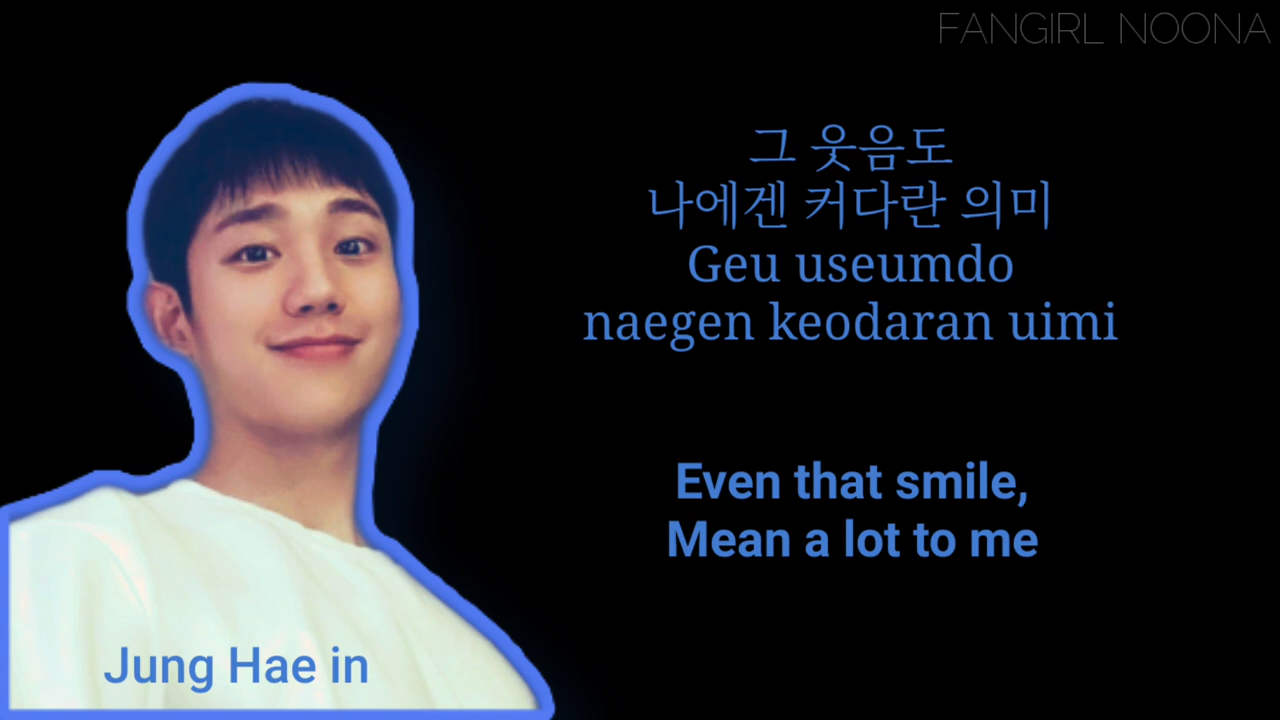 FANGIRL NOONA
그 웃음도
나에겐 커다란 의미
Geu useumdo
naegen keodaran uimi
Even that smile,
Mean a lot to me
Jung Hae in